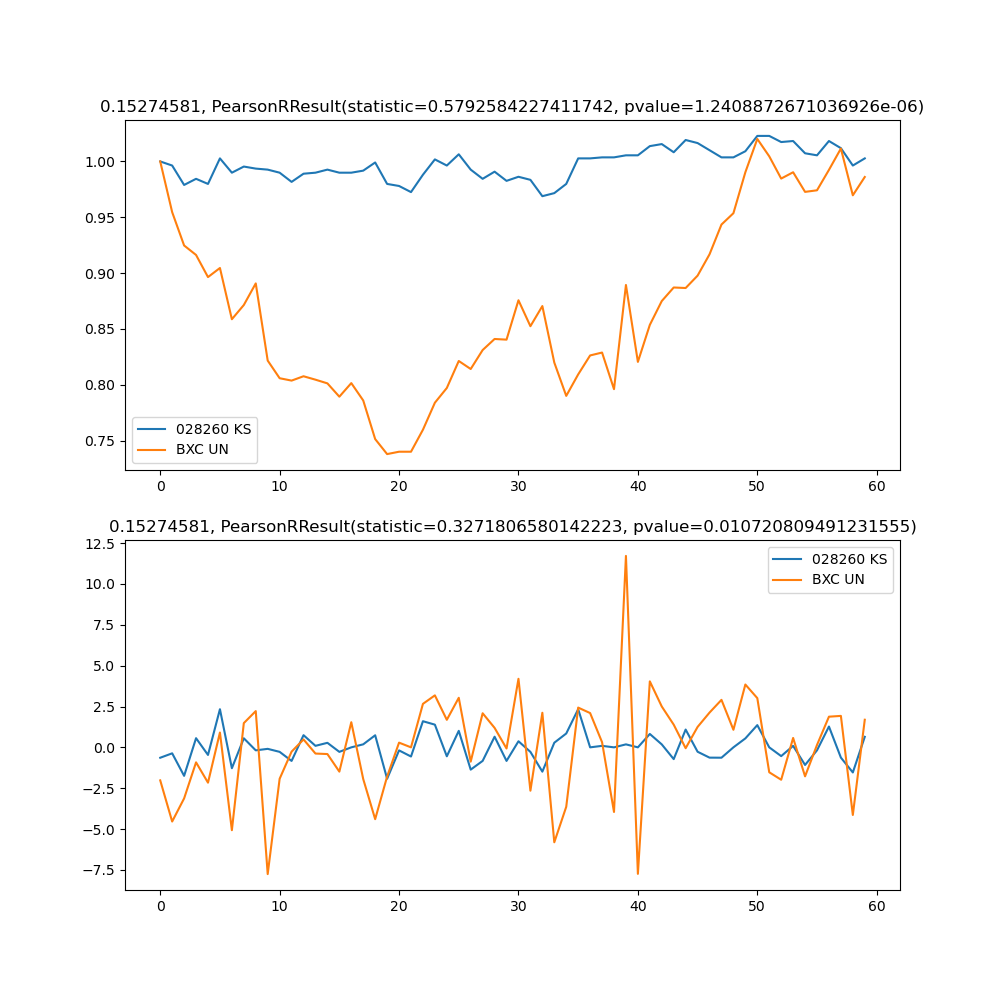 0.15274581, PearsonRResult(statistic=0.5792584227411742, pvalue=1.2408872671036926e-06)
1.00
0.95
0.90
0.85
0.80
0.75
028260 KS
BXC UN
0 10 20 30 40 50 60
0.15274581, PearsonRResult(statistic=0.3271806580142223, pvalue=0.010720809491231555)
12.5
10.0
7.5
5.0
2.5
0.0
−2.5
−5.0
−7.5
028260 KS
BXC UN
0 10 20 30 40 50 60